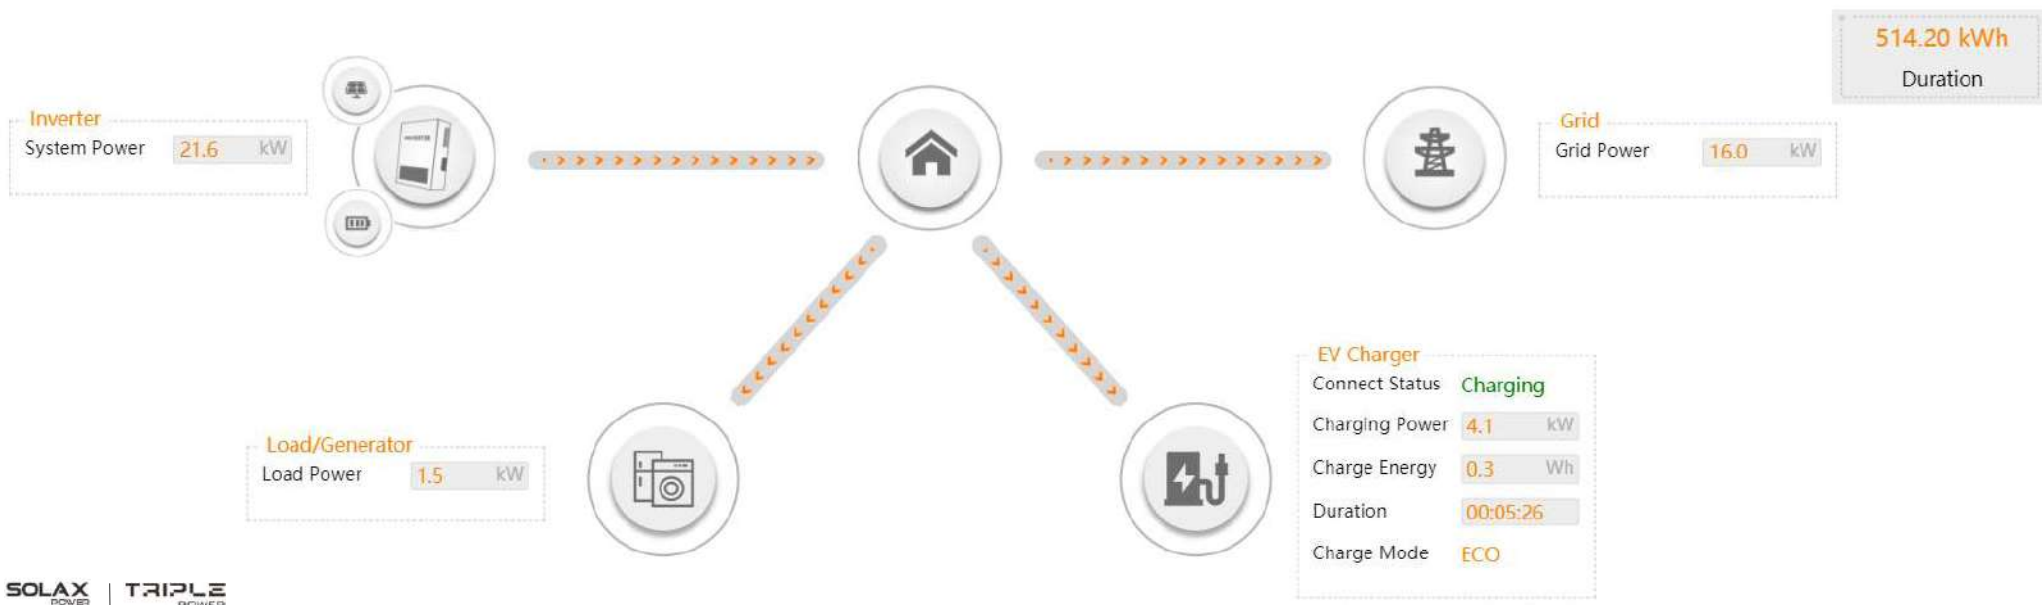 514.20 kWh
Duration
Inverter
System Power 21.6 kW
Grid
Grid Power 16.0 kW
EV Charger
Connect Status Charging
Charging Power 4.1 kW
Charge Energy 0.3 Wh
Duration 00:05:26
Charge Mode ECO
Load/Generator
Load Power 1.5 kW
SOLAX POWER
TRIPLE POWER